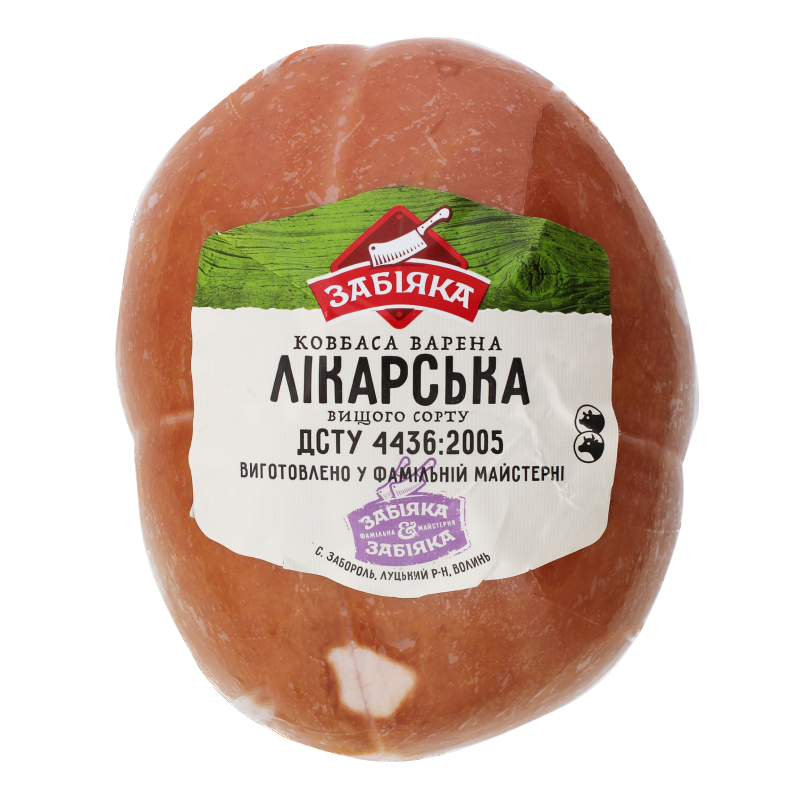 ЗАБІЯКА
КОВБАСА ВАРЕНА
ЛІКАРСЬКА
ВИЩОГО СОРТУ
ДСТУ 4436:2005
ВИГОТОВЛЕНО У ФАМІЛЬНІЙ МАЙСТЕРНІ
ЗАБІЯКА
ФАМІЛЬНА & МАЙСТЕРНЯ
ЗАБІЯКА
С. ЗАБОРОЛЬ, ЛУЦЬКИЙ Р-Н, ВОЛИНЬ